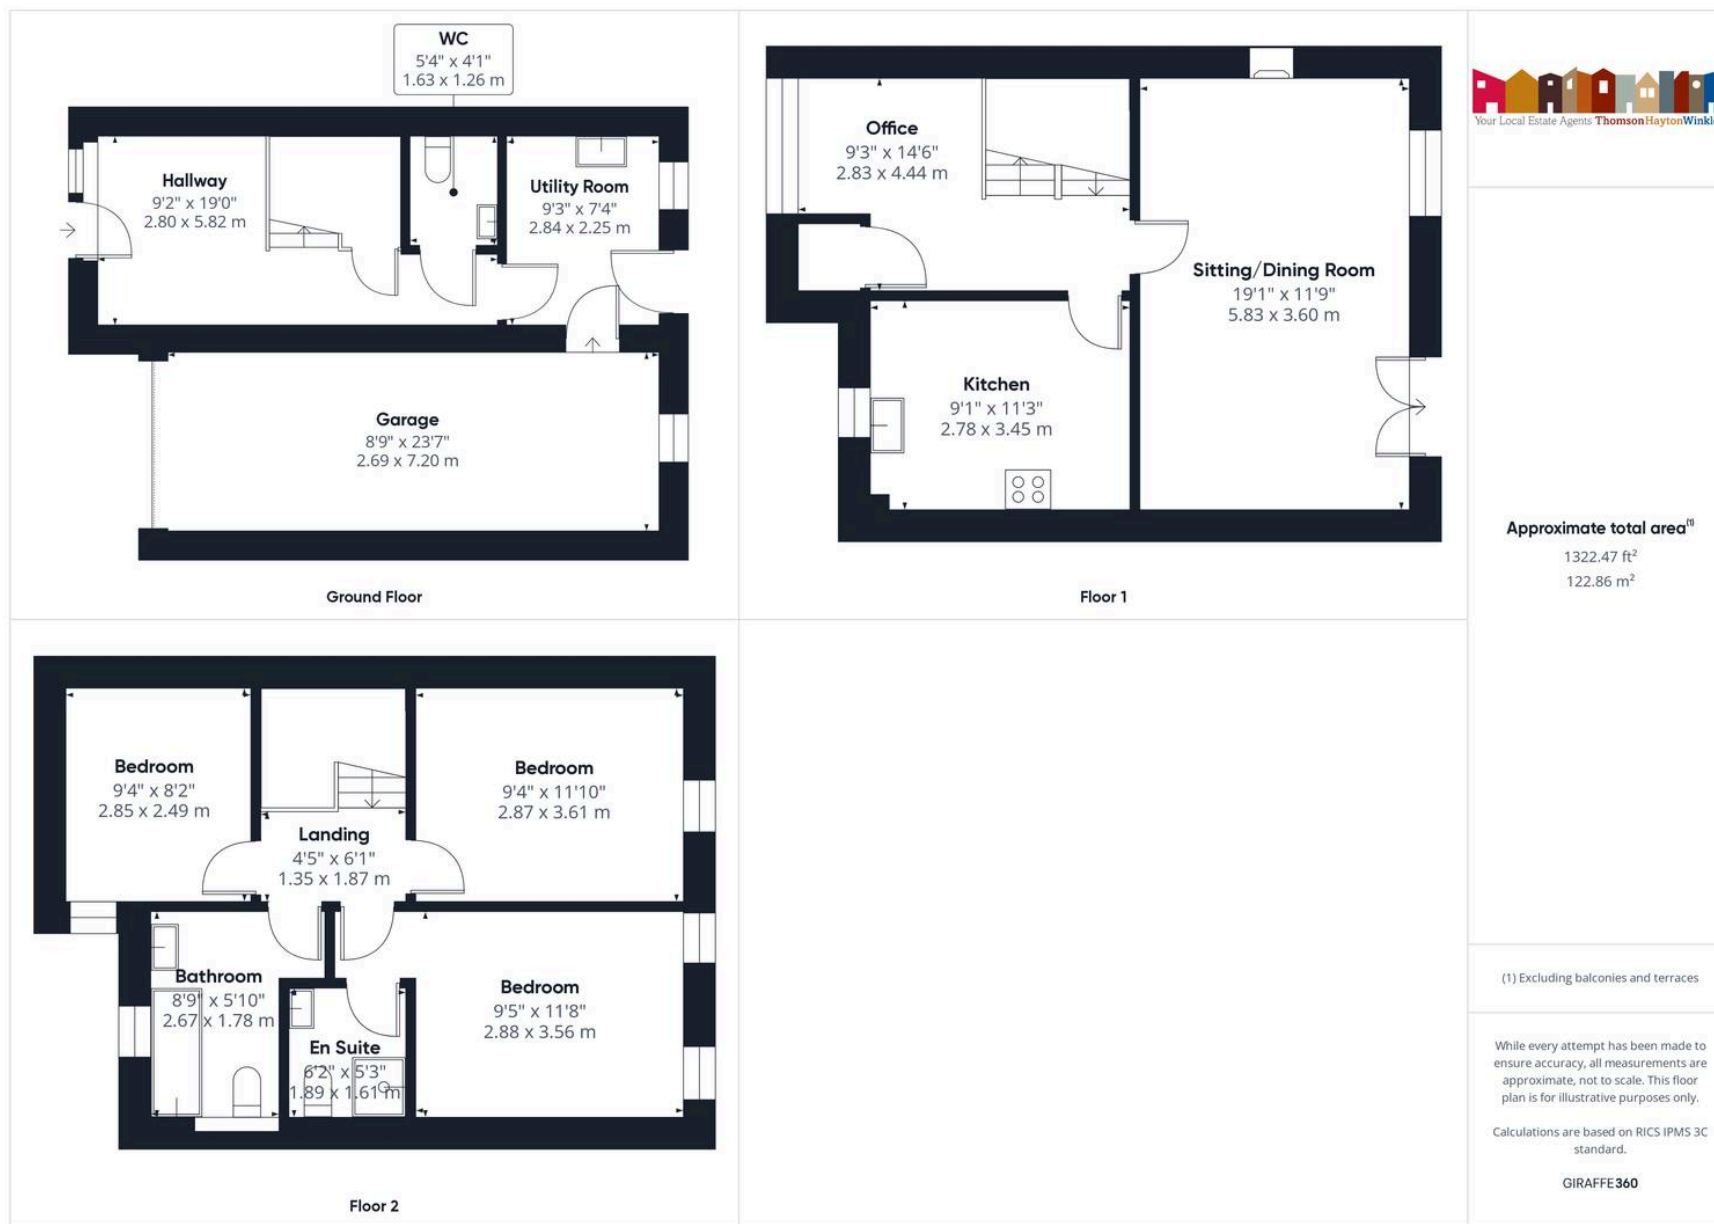 WC
5'4" x 4'1"
1.63 x 1.26 m
Hallway
9'2" x 19'0"
2.80 x 5.82 m
Utility Room
9'3" x 7'4"
2.84 x 2.25 m
Garage
8'9" x 23'7"
2.69 x 7.20 m
Ground Floor
Office
9'3" x 14'6"
2.83 x 4.44 m
Sitting/Dining Room
19'1" x 11'9"
5.83 x 3.60 m
Kitchen
9'1" x 11'3"
2.78 x 3.45 m
Floor 1
Bedroom
9'4" x 8'2"
2.85 x 2.49 m
Bedroom
9'4" x 11'10"
2.87 x 3.61 m
Landing
4'5" x 6'1"
1.35 x 1.87 m
Bathroom
8'9" x 5'10"
2.67 x 1.78 m
En Suite
6'2" x 5'3"
1.89 x 1.61 m
Bedroom
9'5" x 11'8"
2.88 x 3.56 m
Floor 2
Your Local Estate Agents ThomsonHaytonWinkl
Approximate total area(1)
1322.47 ft²
122.86 m²
(1) Excluding balconies and terraces
While every attempt has been made to
ensure accuracy, all measurements are
approximate, not to scale. This floor
plan is for illustrative purposes only.
Calculations are based on RICS IPMS 3C
standard.
GIRAFFE360